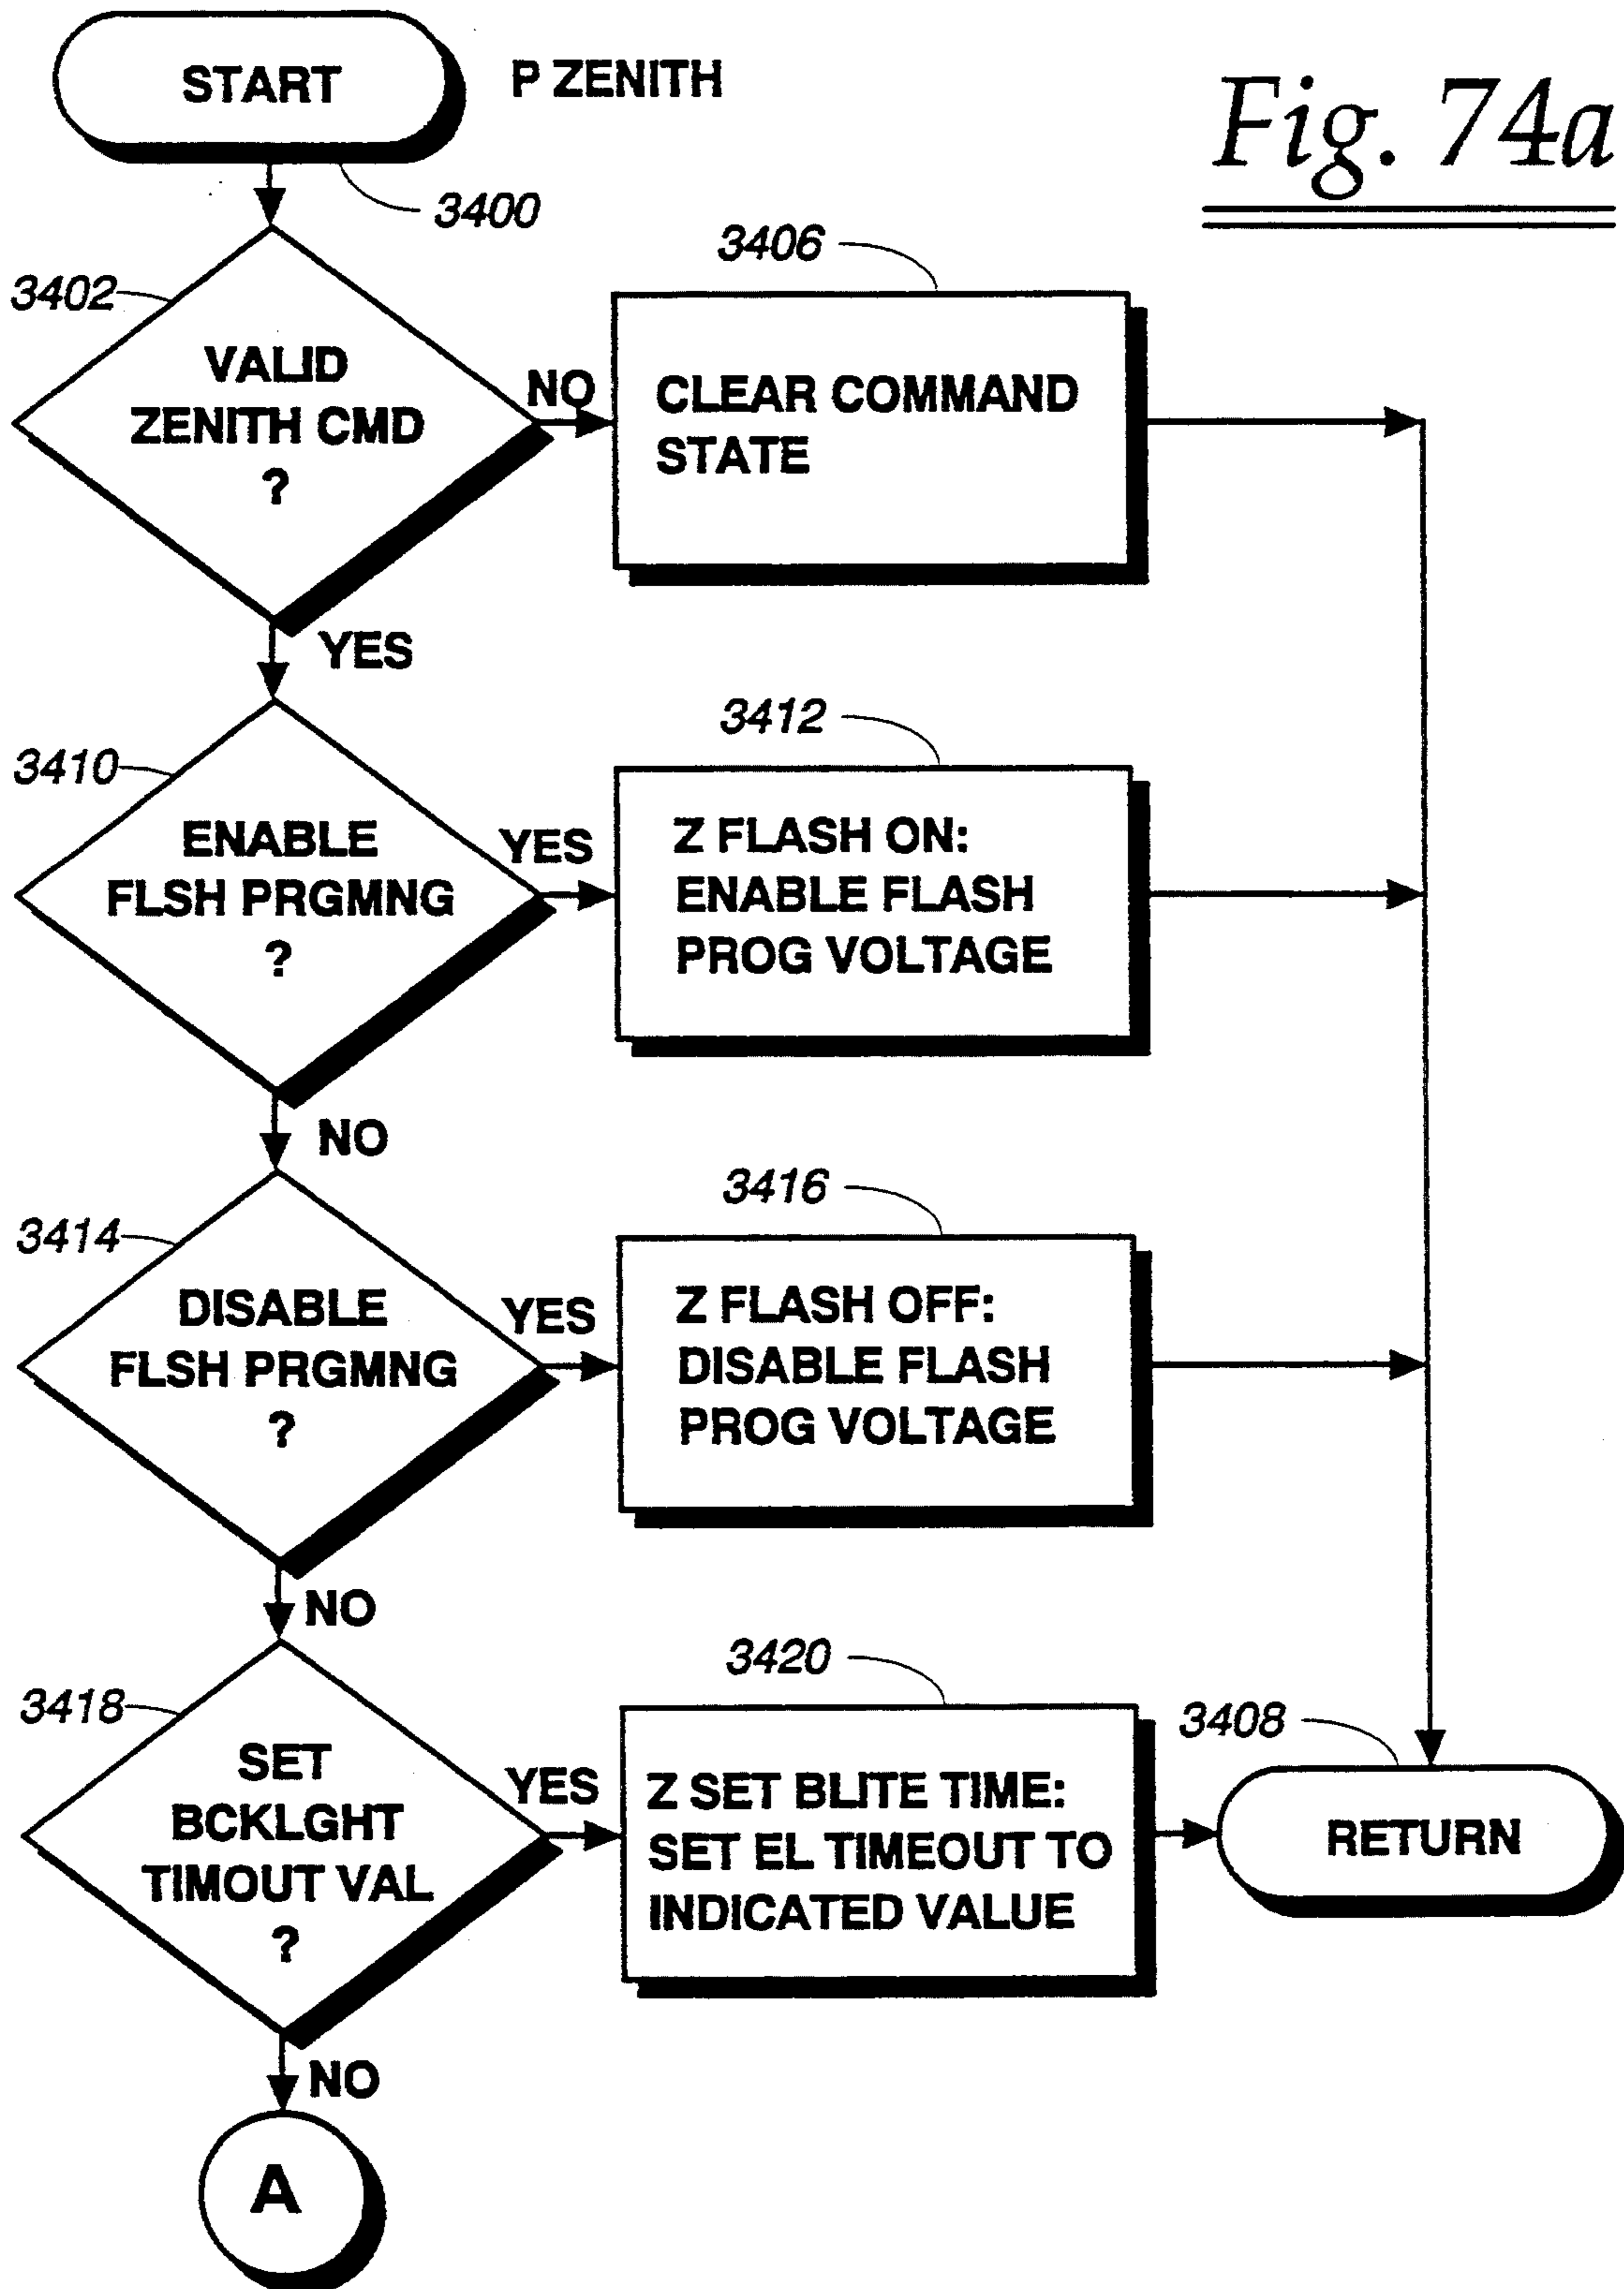 START
P ZENITH
Fig. 74a
3400
3402
VALID
ZENITH CMD
?
NO
3406
CLEAR COMMAND
STATE
YES
3410
ENABLE
FLSH PRGMNG
?
YES
3412
Z FLASH ON:
ENABLE FLASH
PROG VOLTAGE
NO
3414
DISABLE
FLSH PRGMNG
?
YES
3416
Z FLASH OFF:
DISABLE FLASH
PROG VOLTAGE
NO
3418
SET
BCKLGHT
TIMOUT VAL
?
YES
3420
Z SET BLITE TIME:
SET EL TIMEOUT TO
INDICATED VALUE
3408
RETURN
NO
A